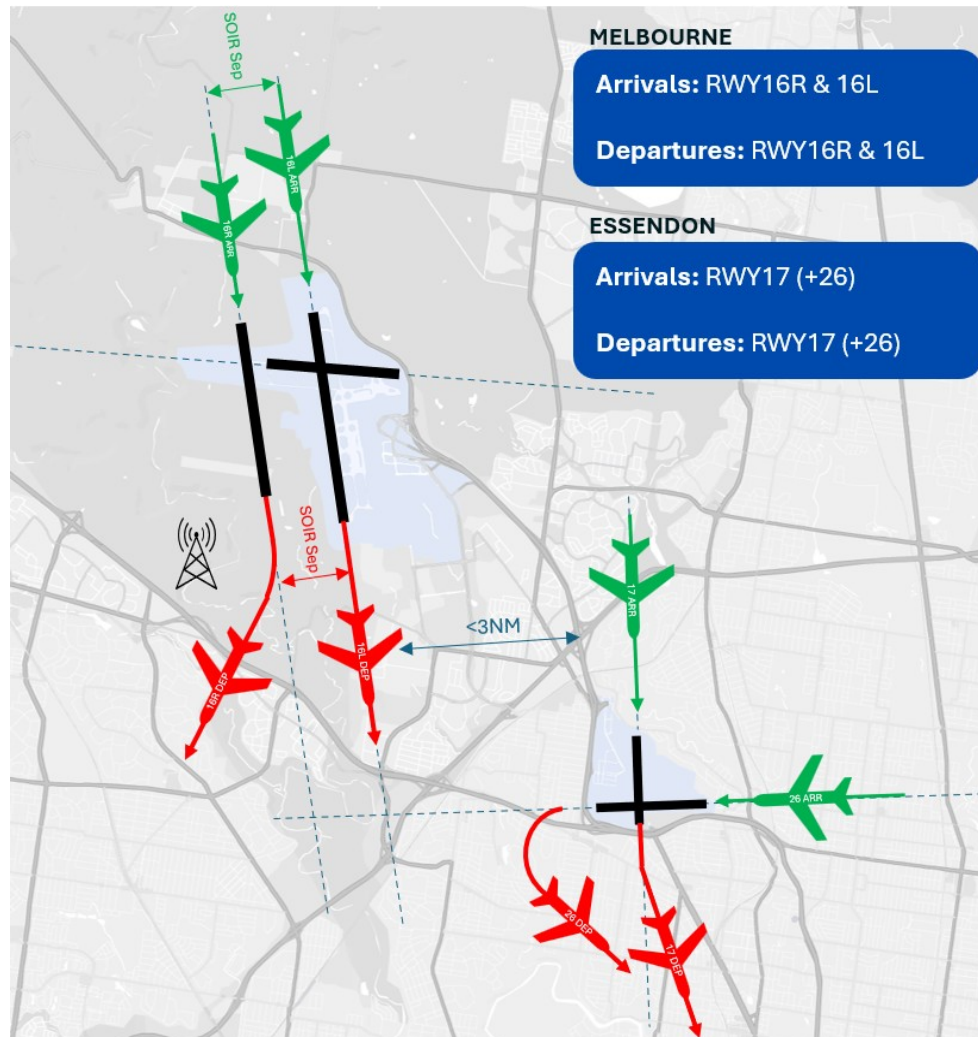 MELBOURNE
Arrivals: RWY16R & 16L
Departures: RWY16R & 16L
ESSENDON
Arrivals: RWY17 (+26)
Departures: RWY17 (+26)
SOIR Sep
16L ARR
16R ARR
SOIR Sep
<3NM
17 ARR
16R DEP
16L DEP
26 ARR
26 DEP
17 DEP